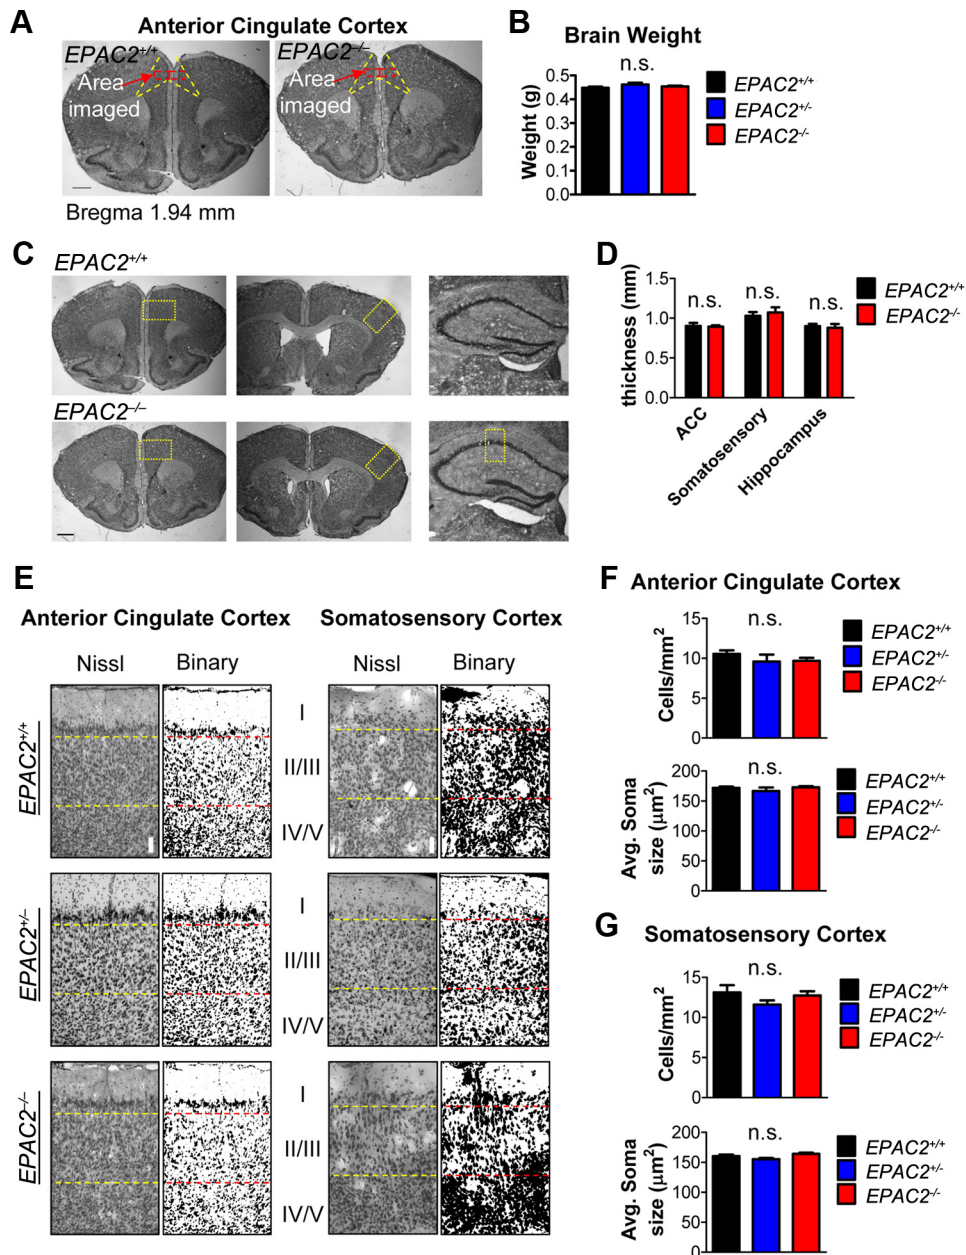 A
Anterior Cingulate Cortex
EPAC2+/+
EPAC2–/–
Area
imaged
Area
imaged
Bregma 1.94 mm
B
Brain Weight
n.s.
Weight (g)
0.5
0.4
0.3
0.2
0.1
0.0
EPAC2+/+
EPAC2+/-
EPAC2-/-
C
EPAC2+/+
EPAC2–/–
D
thickness (mm)
1.5
1.0
0.5
0.0
n.s.
n.s.
n.s.
ACC
Somatosensory
Hippocampus
EPAC2+/+
EPAC2-/-
E
Anterior Cingulate Cortex
Somatosensory Cortex
Nissl
Binary
Nissl
Binary
EPAC2+/+
I
II/III
IV/V
EPAC2+/-
I
II/III
IV/V
EPAC2-/-
I
II/III
IV/V
F
Anterior Cingulate Cortex
n.s.
Cells/mm2
15
10
5
0
EPAC2+/+
EPAC2+/-
EPAC2-/-
n.s.
Avg. Soma
size (µm2)
200
150
100
50
0
EPAC2+/+
EPAC2+/-
EPAC2-/-
G
Somatosensory Cortex
n.s.
Cells/mm2
15
10
5
0
EPAC2+/+
EPAC2+/-
EPAC2-/-
n.s.
Avg. Soma
size (µm2)
200
150
100
50
0
EPAC2+/+
EPAC2+/-
EPAC2-/-